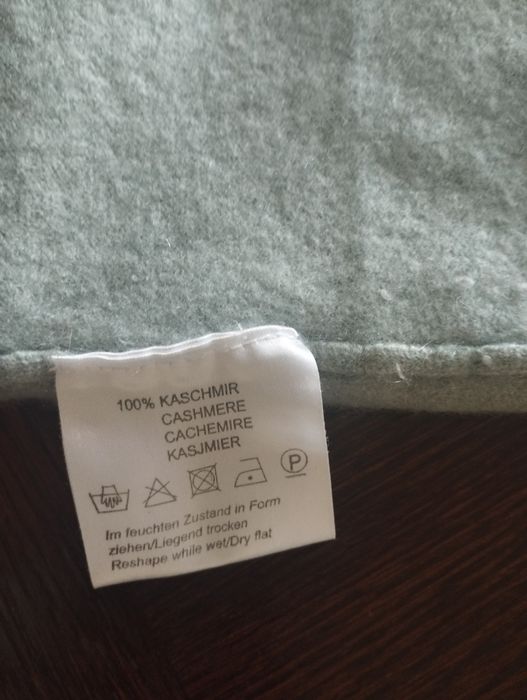 100% KASCHMIR
CASHMERE
CACHEMIRE
KASJMIER
P
Im feuchten Zustand in Form
ziehen/Liegend trocken
Reshape while wet/Dry flat